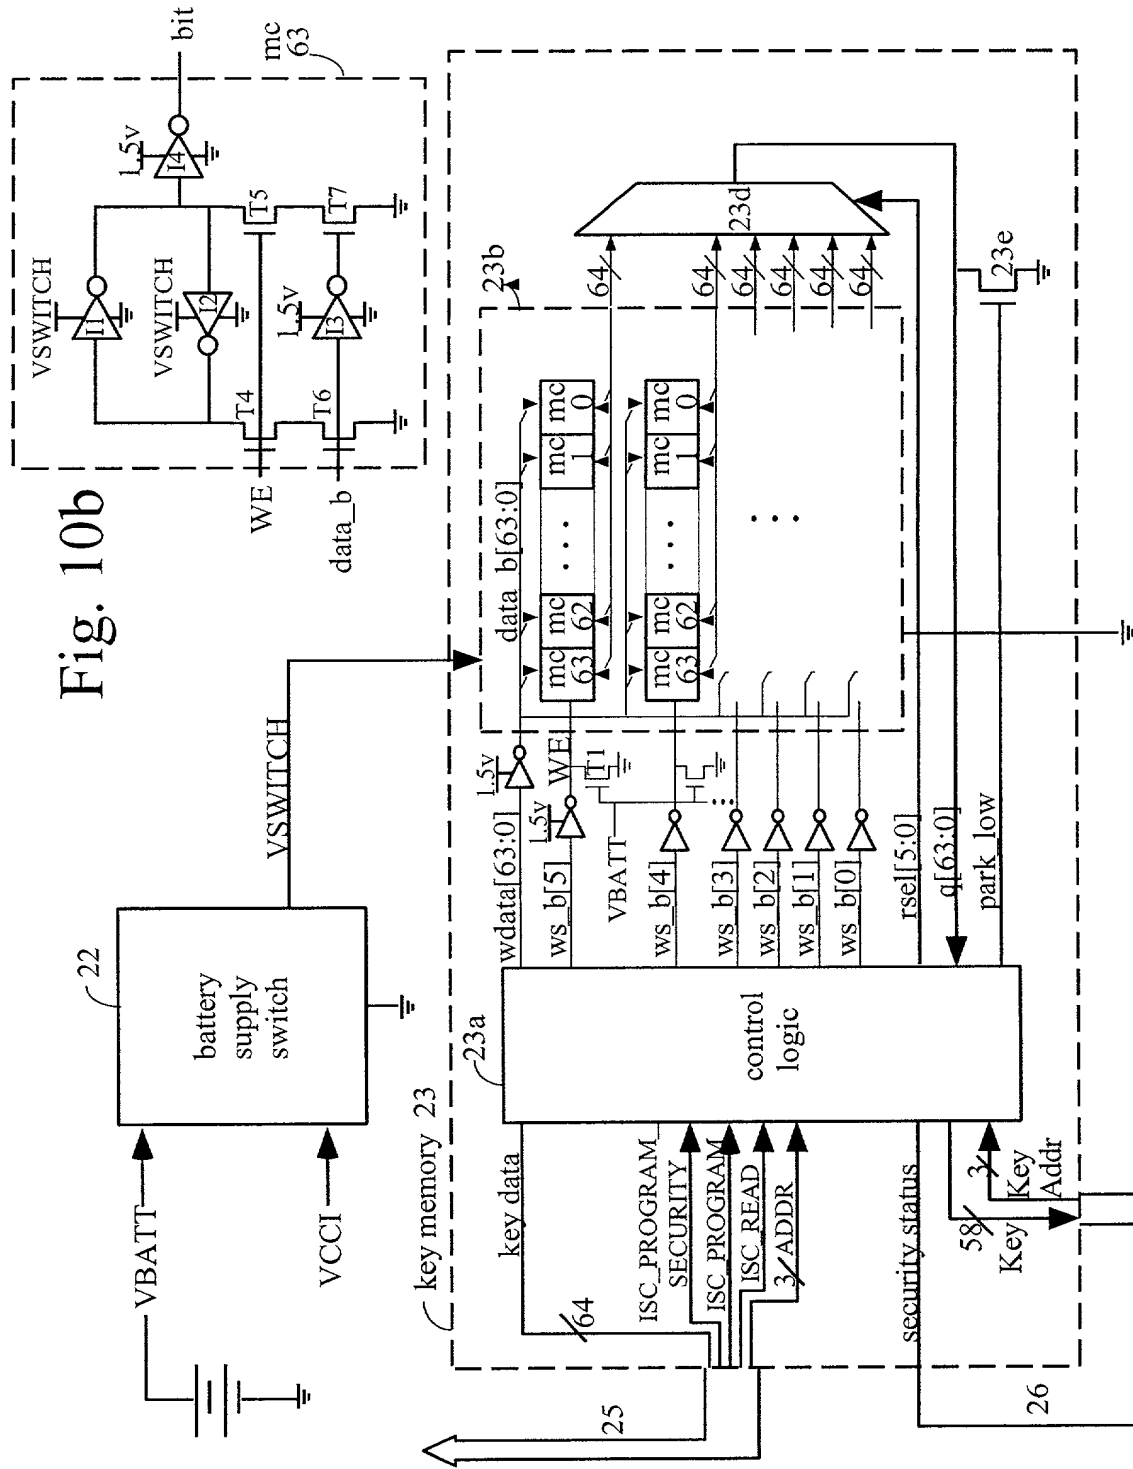 Fig. 10b
VSWITCH
I1
VSWITCH
I2
1.5v
I4
bit
WE
T4
T5
data_b
T6
1.5v
I3
T7
mc
63
22
battery
supply
switch
VBATT
VCCI
VSWITCH
key memory 23
23a
control
logic
key data
64
ISC_PROGRAM_
SECURITY
ISC_PROGRAM
ISC_READ
3
ADDR
security status
58
Key
3
Key
Addr
25
26
wdata[63:0]
1.5v
ws_b[5]
1.5v
WE
T1
VBATT
ws_b[4]
ws_b[3]
ws_b[2]
ws_b[1]
ws_b[0]
rsel[5:0]
q[63:0]
park_low
data_b[63:0]
23b
mc
63
mc
62
mc
1
mc
0
mc
63
mc
62
mc
1
mc
0
64
64
64
64
64
64
23d
23e